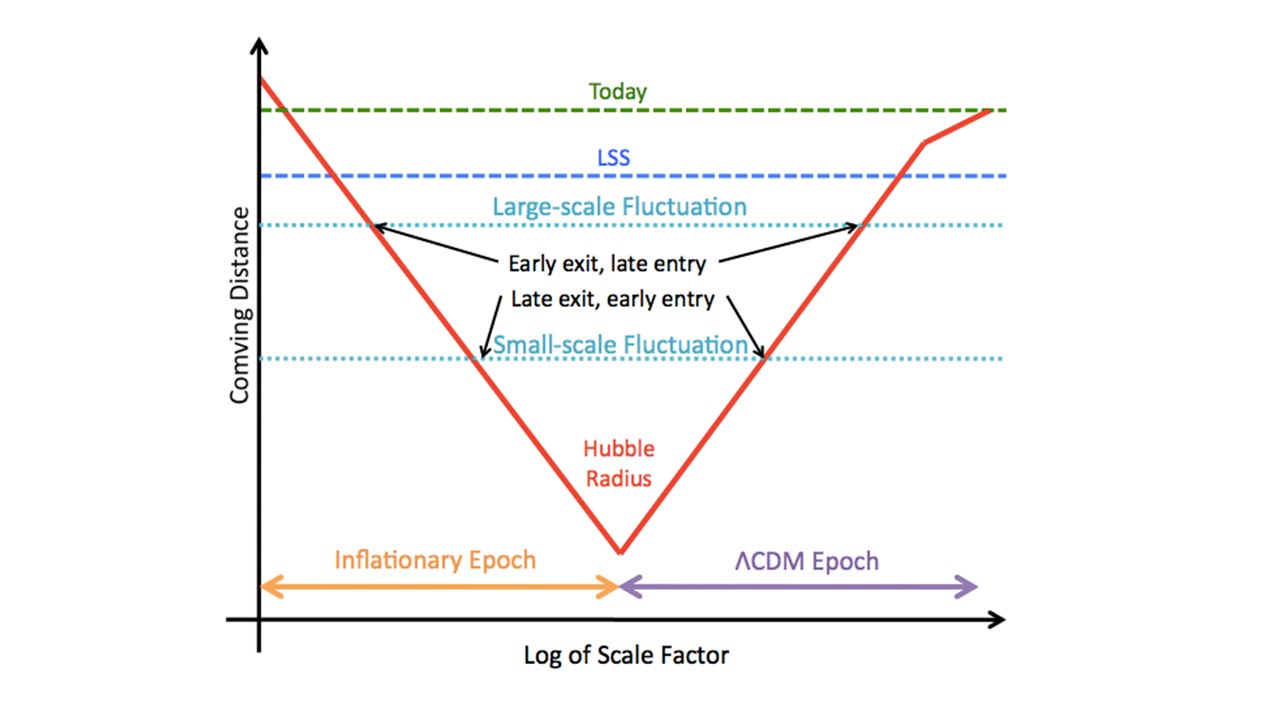 Today
LSS
Large-scale Fluctuation
Early exit, late entry
Late exit, early entry
Small-scale Fluctuation
Hubble
Radius
Inflationary Epoch
ΛCDM Epoch
Comving Distance
Log of Scale Factor